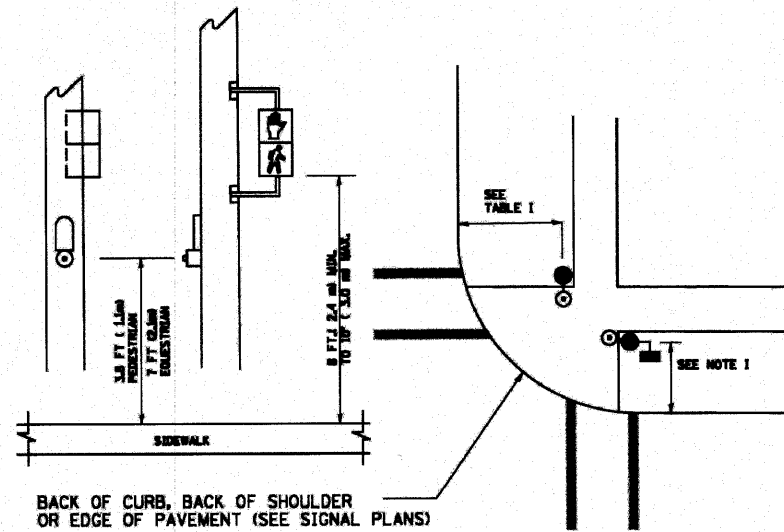 SEE
TABLE I
3.8 FT ( 1.1m)
PEDESTRIAN
7 FT (2.1m)
EQUESTRIAN
8 FT.( 2.4 m) MIN.
TO 10' ( 3.0 m) MAX.
SEE NOTE I
SIDEWALK
BACK OF CURB, BACK OF SHOULDER
OR EDGE OF PAVEMENT (SEE SIGNAL PLANS)